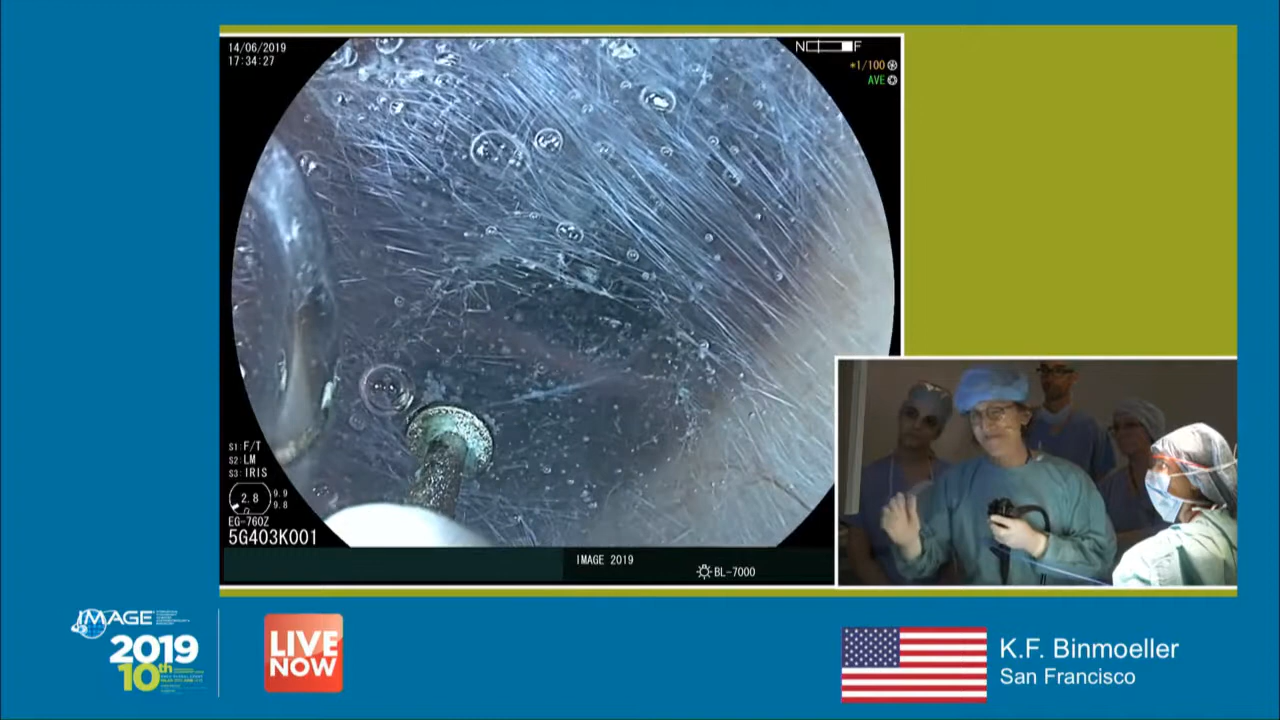 14/06/2019
17:34:27
N F
*1/100
AVE
S1:F/T
S2:LM
S3:IRIS
2.8
9.9
9.8
EG-760Z
5G403K001
IMAGE 2019
BL-7000
IMAGE
2019
10th
LIVE
NOW
K.F. Binmoeller
San Francisco